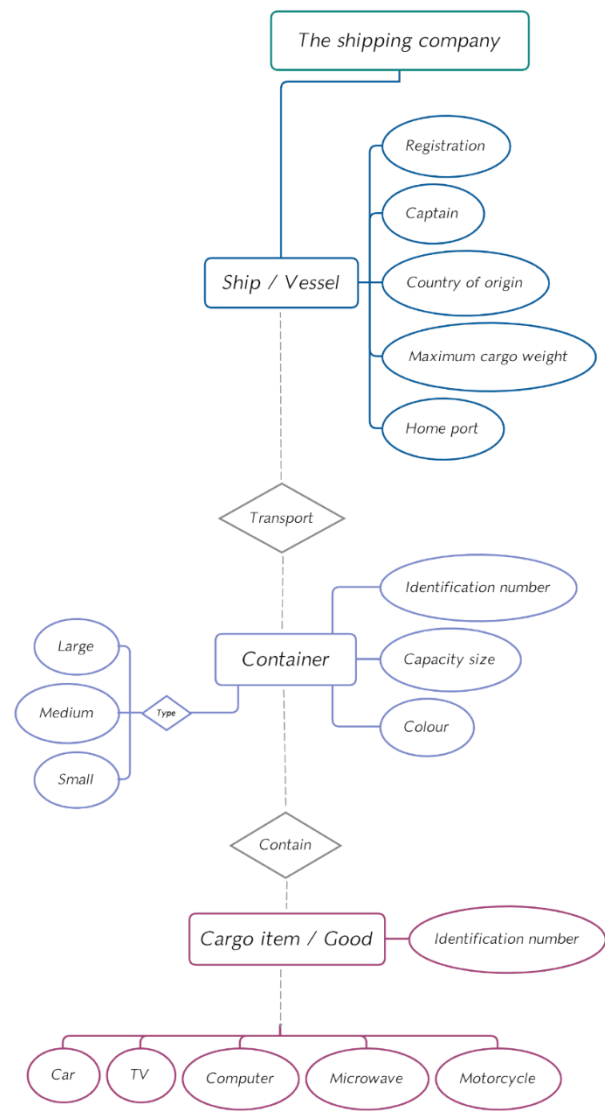 The shipping company
Registration
Captain
Ship / Vessel
Country of origin
Maximum cargo weight
Home port
Transport
Identification number
Large
Container
Capacity size
Medium
Type
Colour
Small
Contain
Cargo item / Good
Identification number
Car
TV
Computer
Microwave
Motorcycle